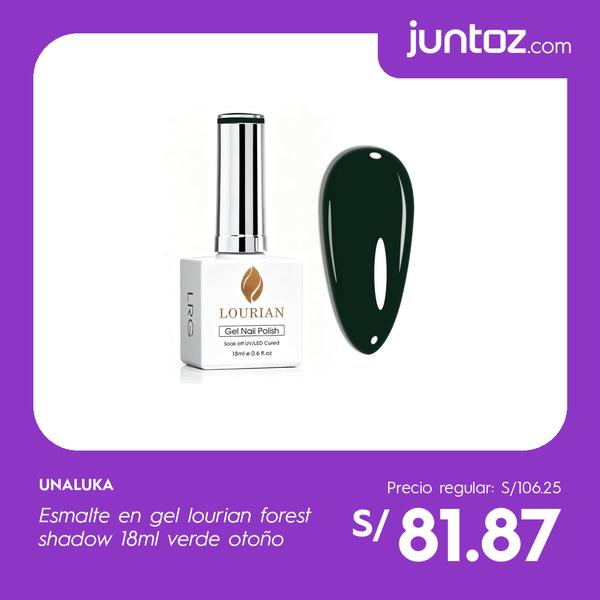 juntoz.com
LRG
LOURIAN
Gel Nail Polish
Soak off UV/LED Cured
18ml e 0.6 fl.oz
UNALUKA
Esmalte en gel lourian forest
shadow 18ml verde otoño
Precio regular: S/106.25
S/81.87